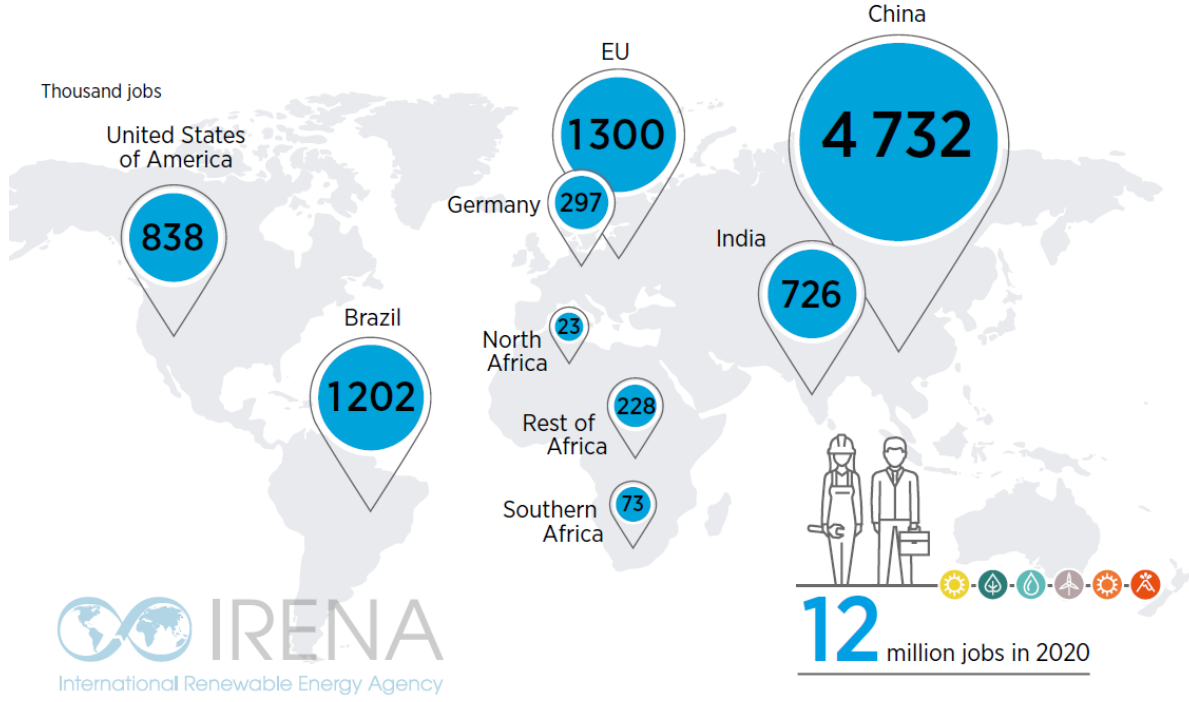 China
4 732
EU
1300
Thousand jobs
United States
of America
838
Germany
297
India
726
Brazil
1202
North
Africa
23
Rest of
Africa
228
Southern
Africa
73
IRENA
International Renewable Energy Agency
12 million jobs in 2020